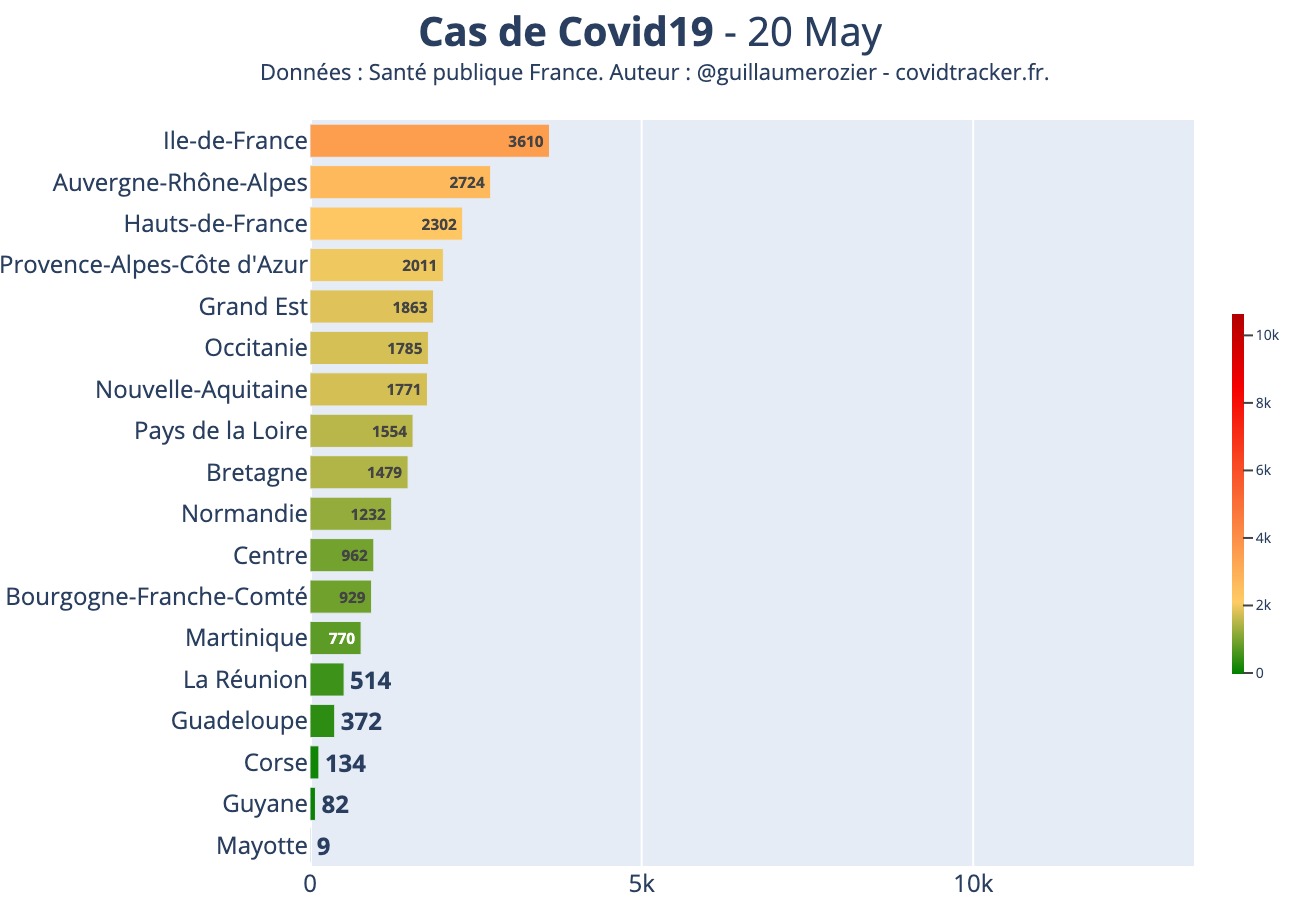 Cas de Covid19 - 20 May
Données : Santé publique France. Auteur : @guillaumerozier - covidtracker.fr.
Ile-de-France 3610
Auvergne-Rhône-Alpes 2724
Hauts-de-France 2302
Provence-Alpes-Côte d'Azur 2011
Grand Est 1863
Occitanie 1785
Nouvelle-Aquitaine 1771
Pays de la Loire 1554
Bretagne 1479
Normandie 1232
Centre 962
Bourgogne-Franche-Comté 929
Martinique 770
La Réunion 514
Guadeloupe 372
Corse 134
Guyane 82
Mayotte 9
0 5k 10k
10k
8k
6k
4k
2k
0